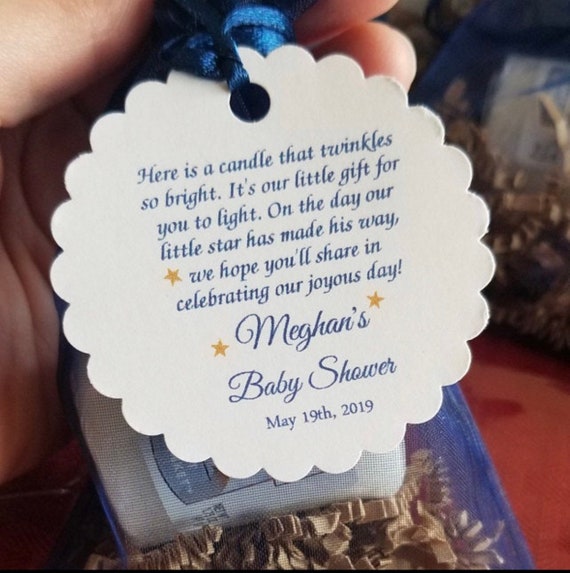 Here is a candle that twinkles
so bright. It's our little gift for
you to light. On the day our
little star has made his way,
we hope you'll share in
celebrating our joyous day!
Meghan's
Baby Shower
May 19th, 2019